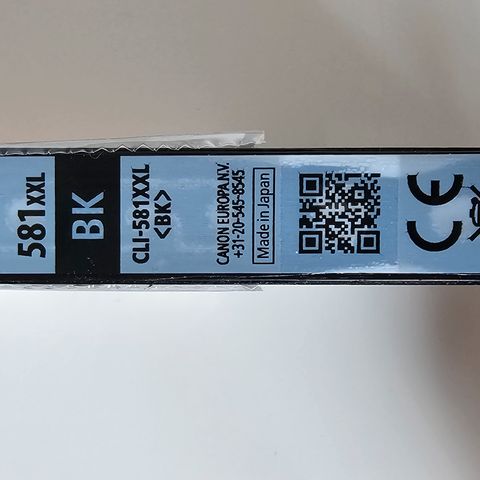 581XXL
BK
CLI-581XXL
<BK>
CANON EUROPA N.V.
+31-20-545-8545
Made in Japan
CE